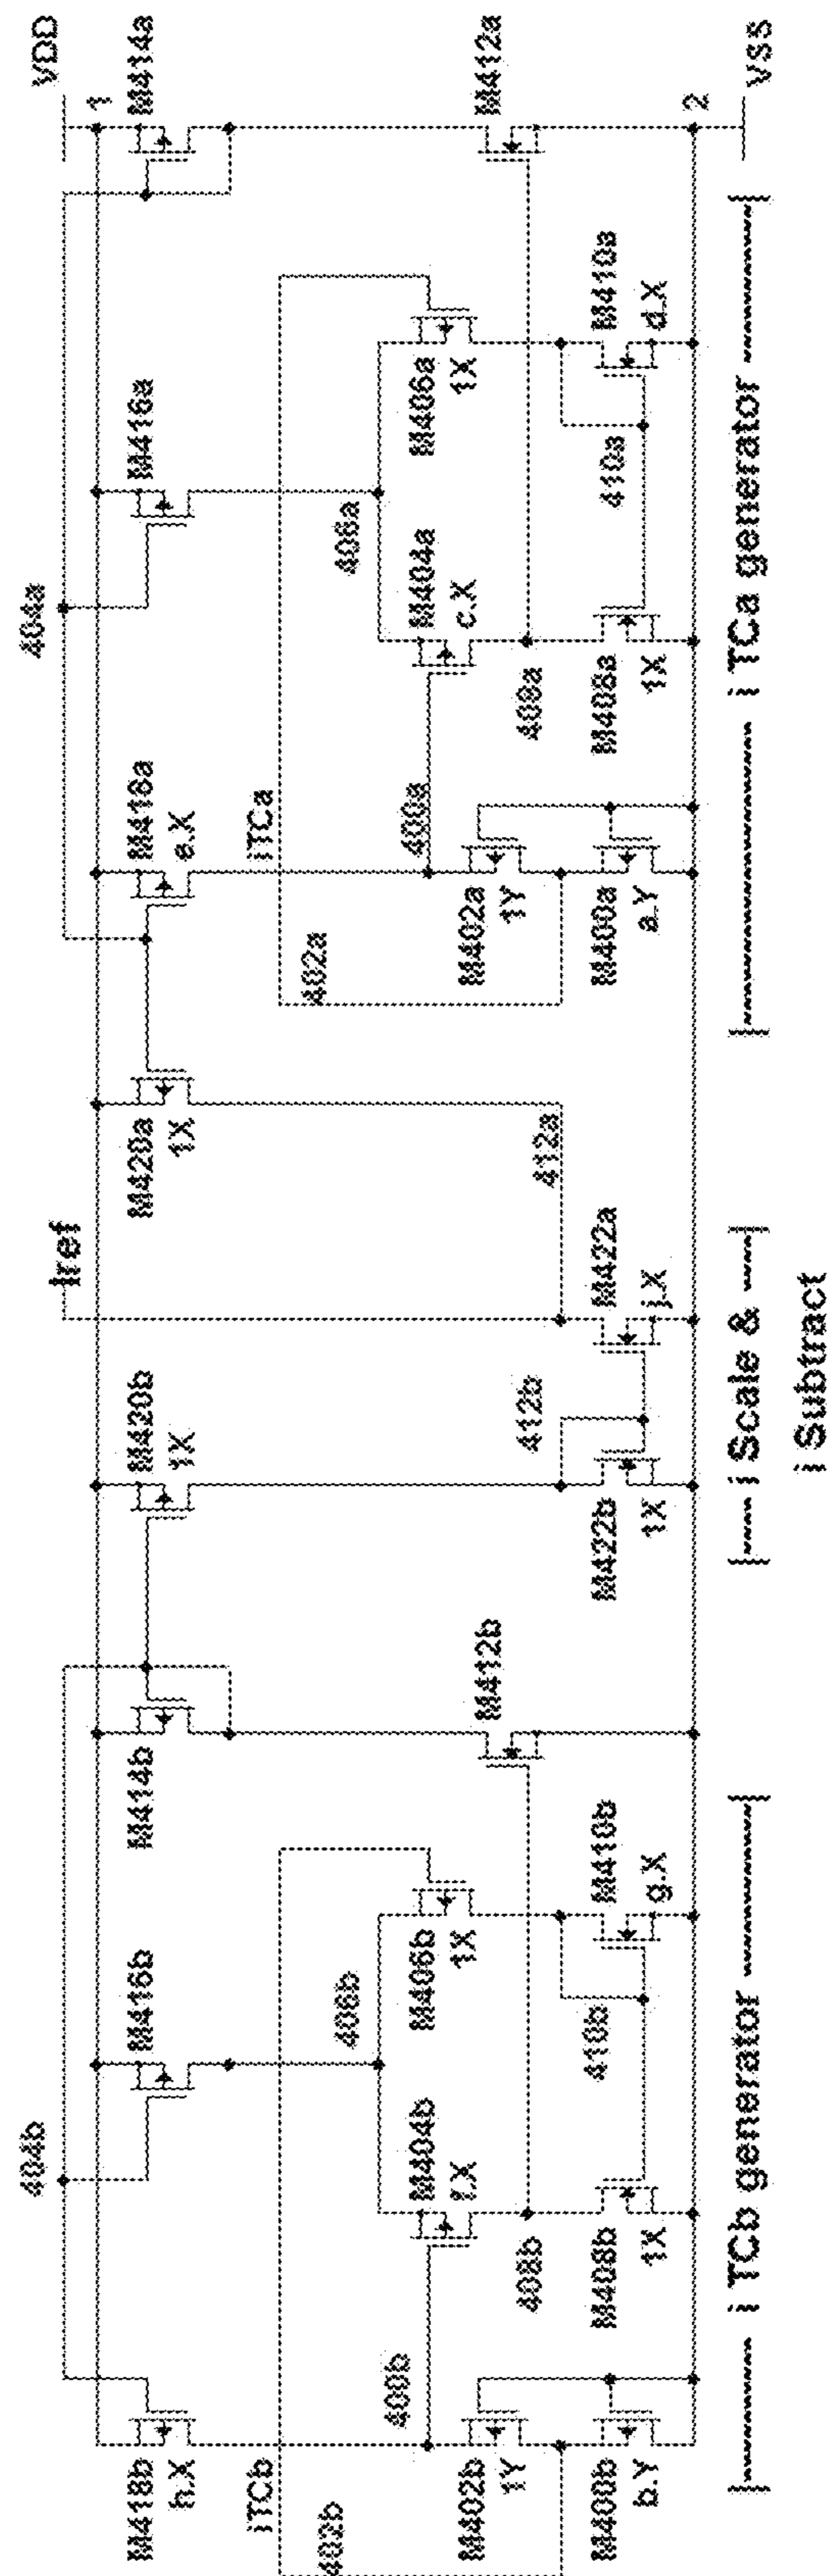 VDD
1
M414a
M412a
2
VSS
M416a
404a
406a
M406a
1X
M404a
c.X
M410a
d.X
410a
408a
M408a
1X
M418a
e.X
iTCa
402a
400a
M402a
1Y
M400a
a.Y
M420a
1X
412a
Iref
M422a
j.X
M420b
1X
412b
M422b
1X
M414b
M412b
M416b
404b
406b
M406b
1X
M404b
f.X
M410b
g.X
410b
408b
M408b
1X
M418b
h.X
iTCb
402b
400b
M402b
1Y
M400b
b.Y
i TCb generator
i Scale &
i Subtract
i TCa generator